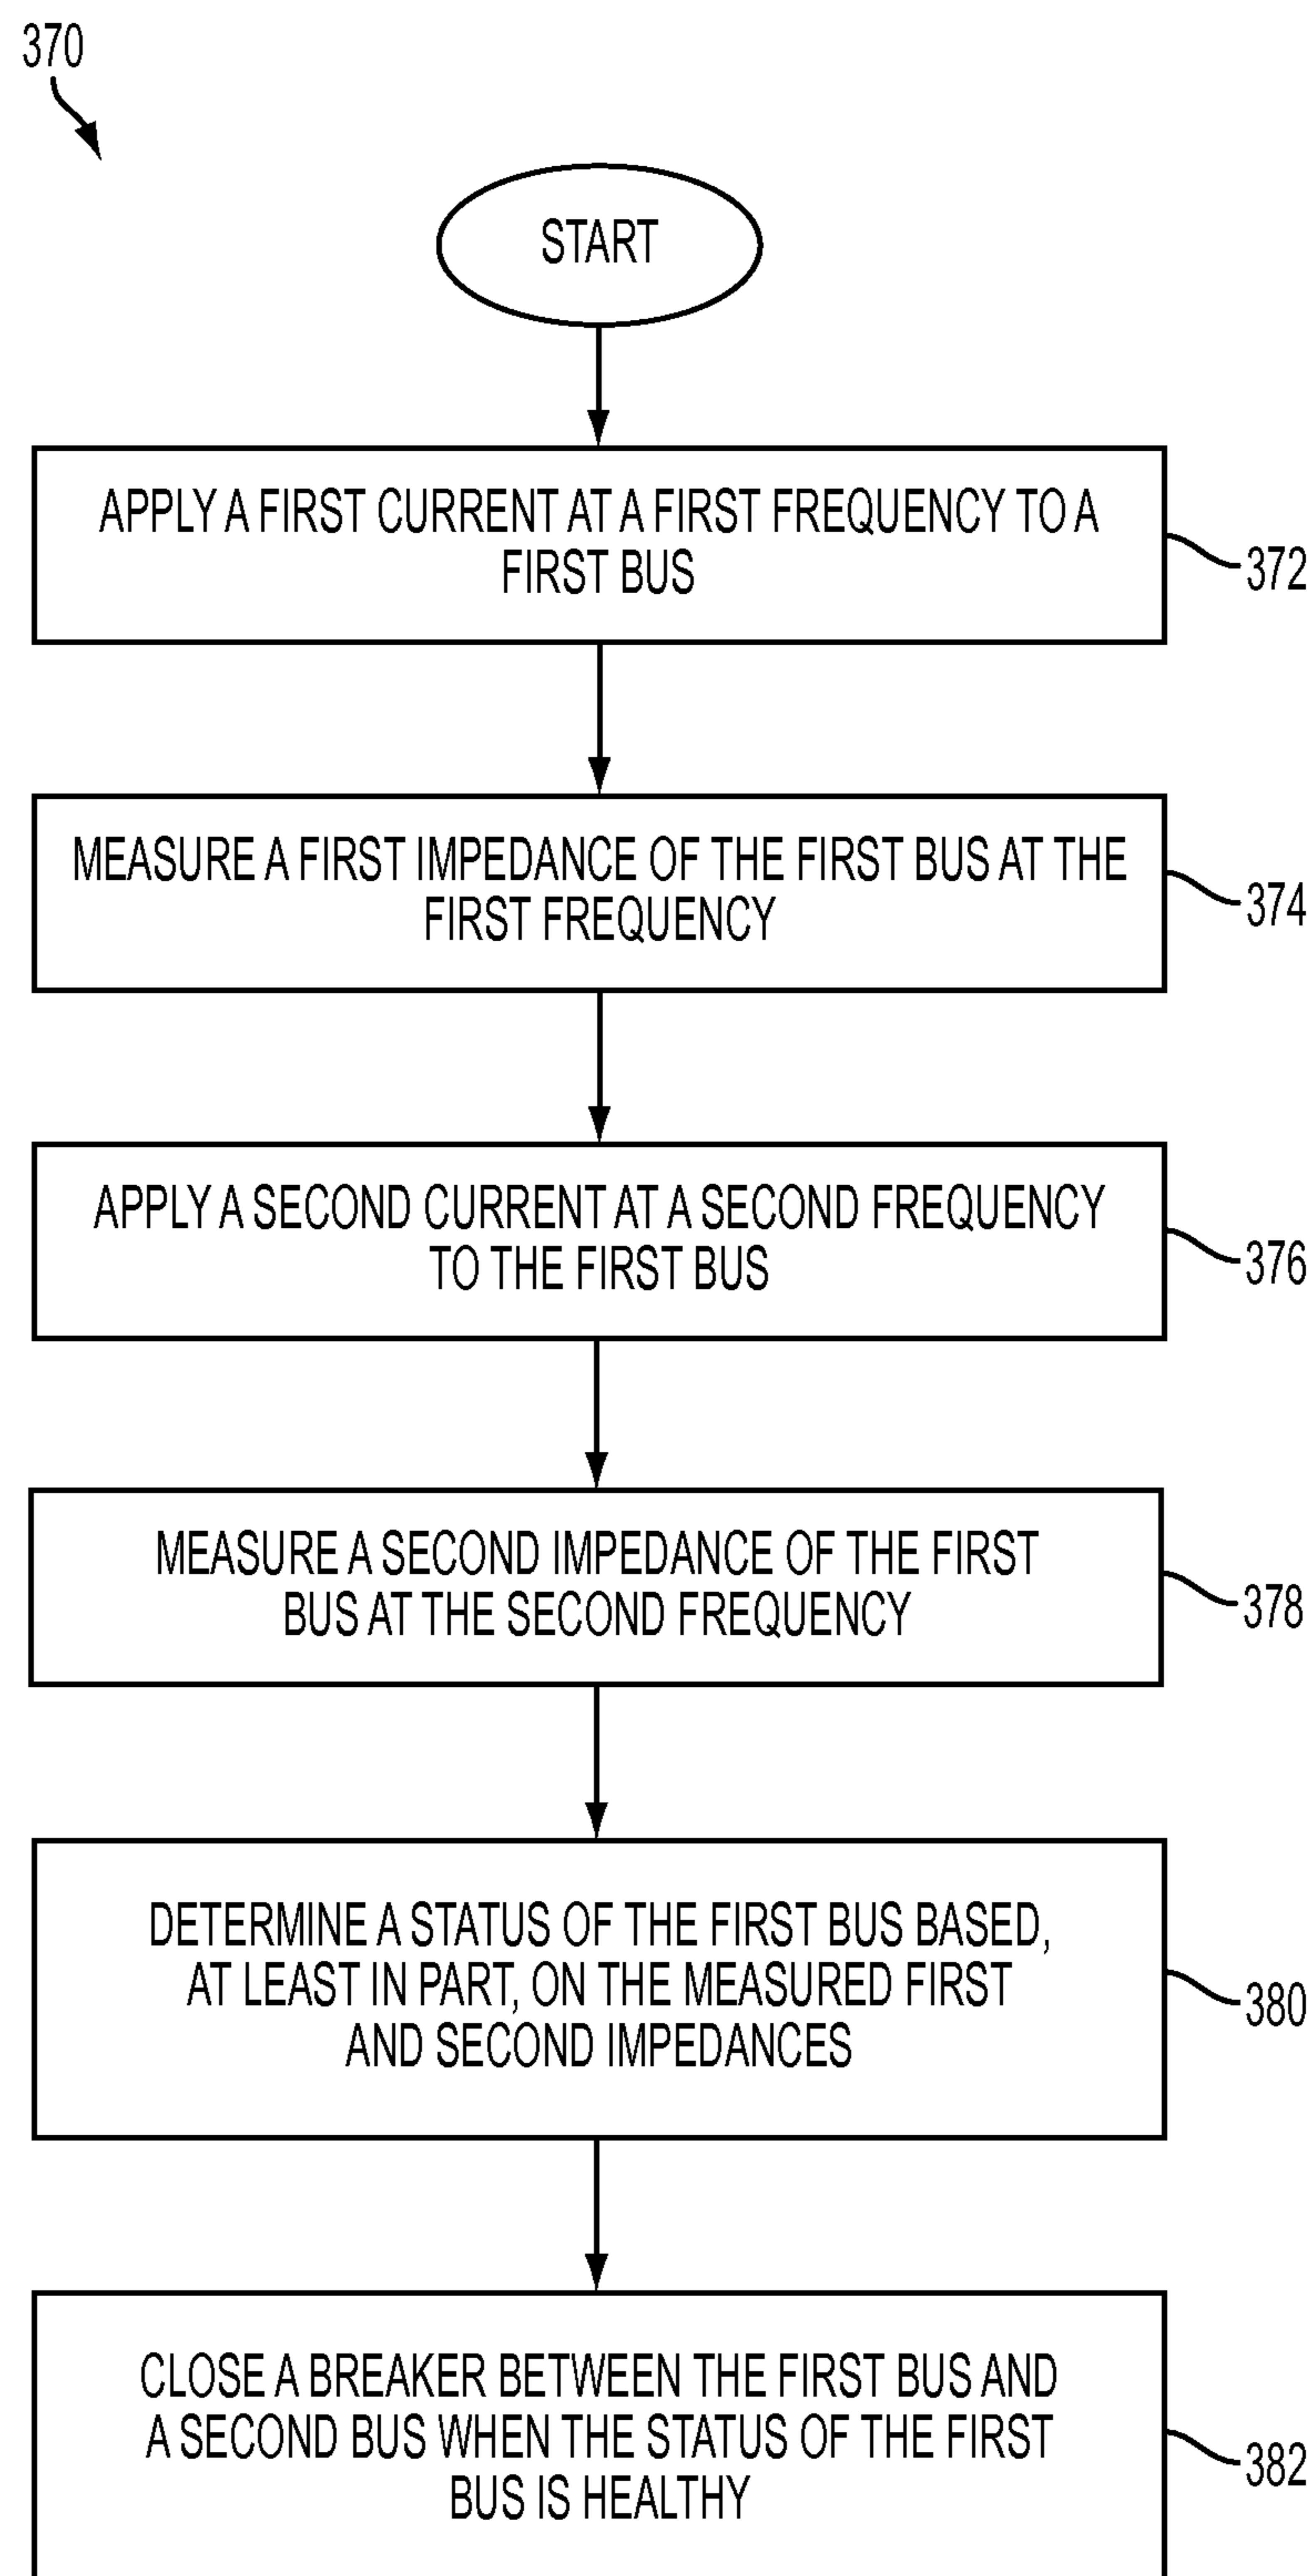 370
START
APPLY A FIRST CURRENT AT A FIRST FREQUENCY TO A
FIRST BUS
372
MEASURE A FIRST IMPEDANCE OF THE FIRST BUS AT THE
FIRST FREQUENCY
374
APPLY A SECOND CURRENT AT A SECOND FREQUENCY
TO THE FIRST BUS
376
MEASURE A SECOND IMPEDANCE OF THE FIRST
BUS AT THE SECOND FREQUENCY
378
DETERMINE A STATUS OF THE FIRST BUS BASED,
AT LEAST IN PART, ON THE MEASURED FIRST
AND SECOND IMPEDANCES
380
CLOSE A BREAKER BETWEEN THE FIRST BUS AND
A SECOND BUS WHEN THE STATUS OF THE FIRST
BUS IS HEALTHY
382